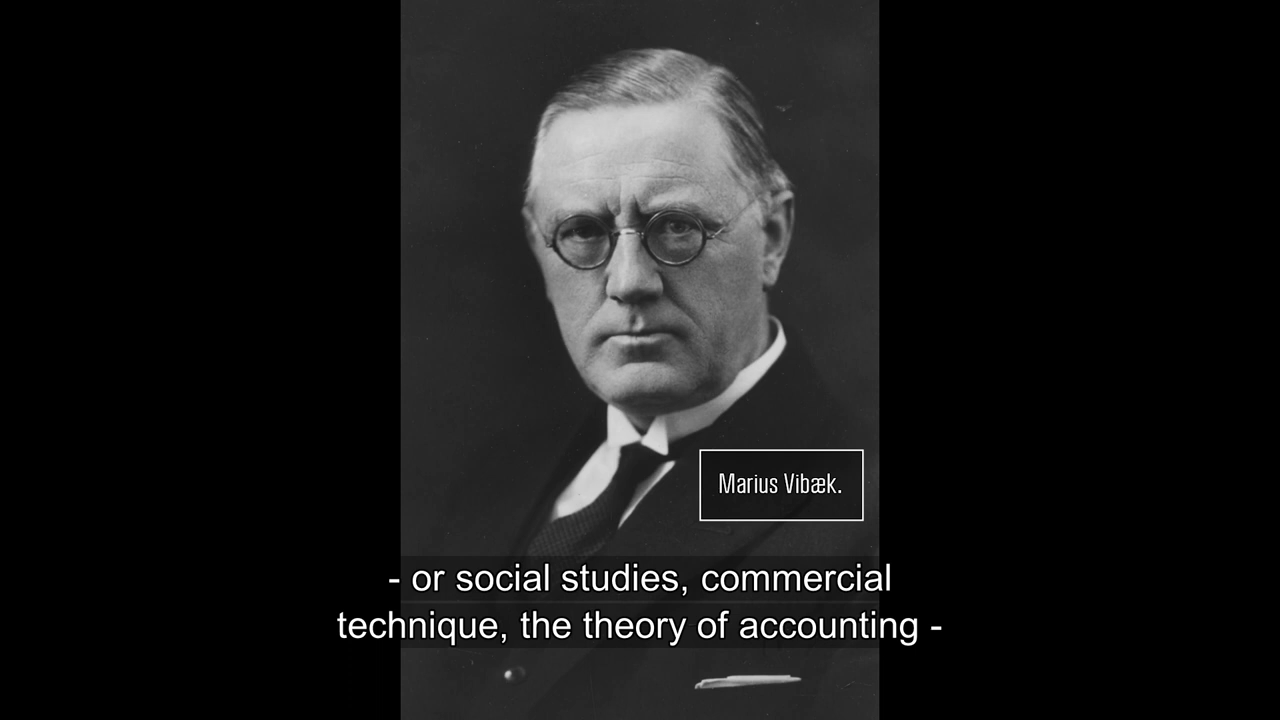 Marius Vibæk.
- or social studies, commercial
technique, the theory of accounting -